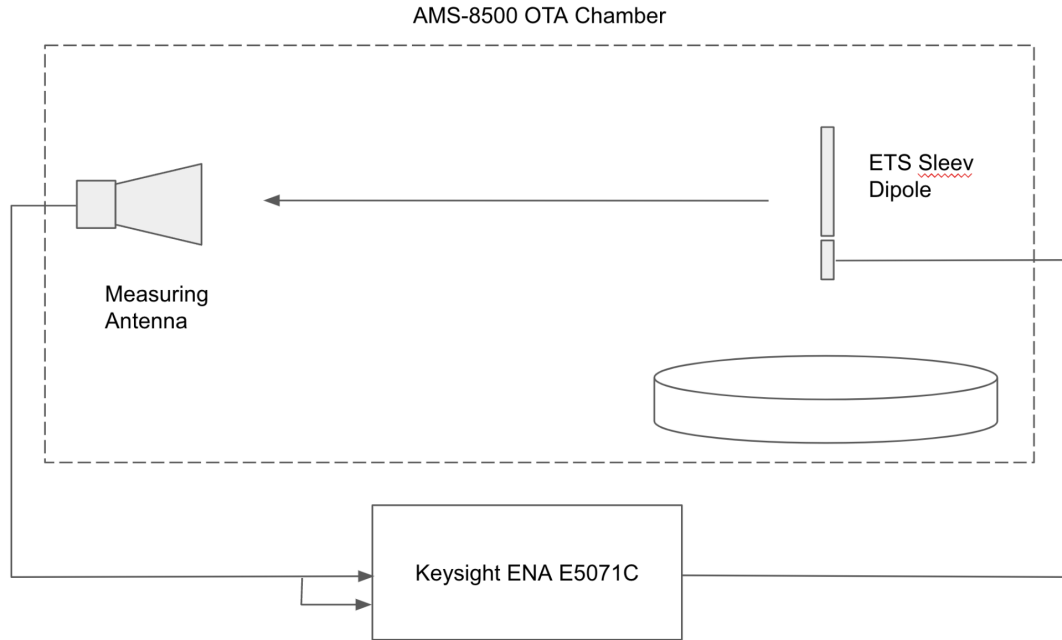 AMS-8500 OTA Chamber
ETS Sleev
Dipole
Measuring
Antenna
Keysight ENA E5071C